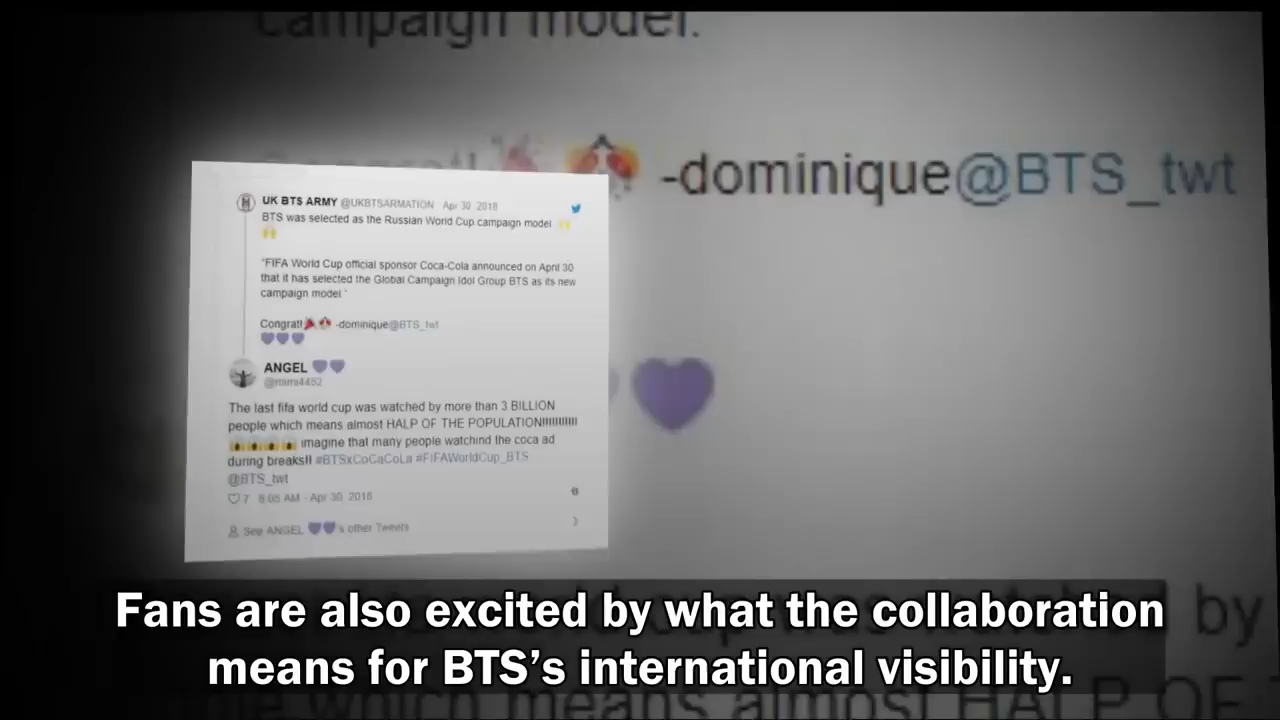 campaign model.
-dominique@BTS_twt
UK BTS ARMY @UKBTSARMATION Apr 30, 2018
BTS was selected as the Russian World Cup campaign model
"FIFA World Cup official sponsor Coca-Cola announced on April 30
that it has selected the Global Campaign Idol Group BTS as its new
campaign model "
Congrat! -dominique@BTS_twt
ANGEL
The last fifa world cup was watched by more than 3 BILLION
people which means almost HALP OF THE POPULATION!!!!!!!!!!!
imagine that many people watchind the coca ad
during breaks!! #BTSxCoCaCoLa #FIFAWorldCup_BTS
@BTS_twt
7 8:05 AM - Apr 30, 2018
See ANGEL 's other Tweets
Fans are also excited by what the collaboration
means for BTS's international visibility.
by
which means almost HALP OF